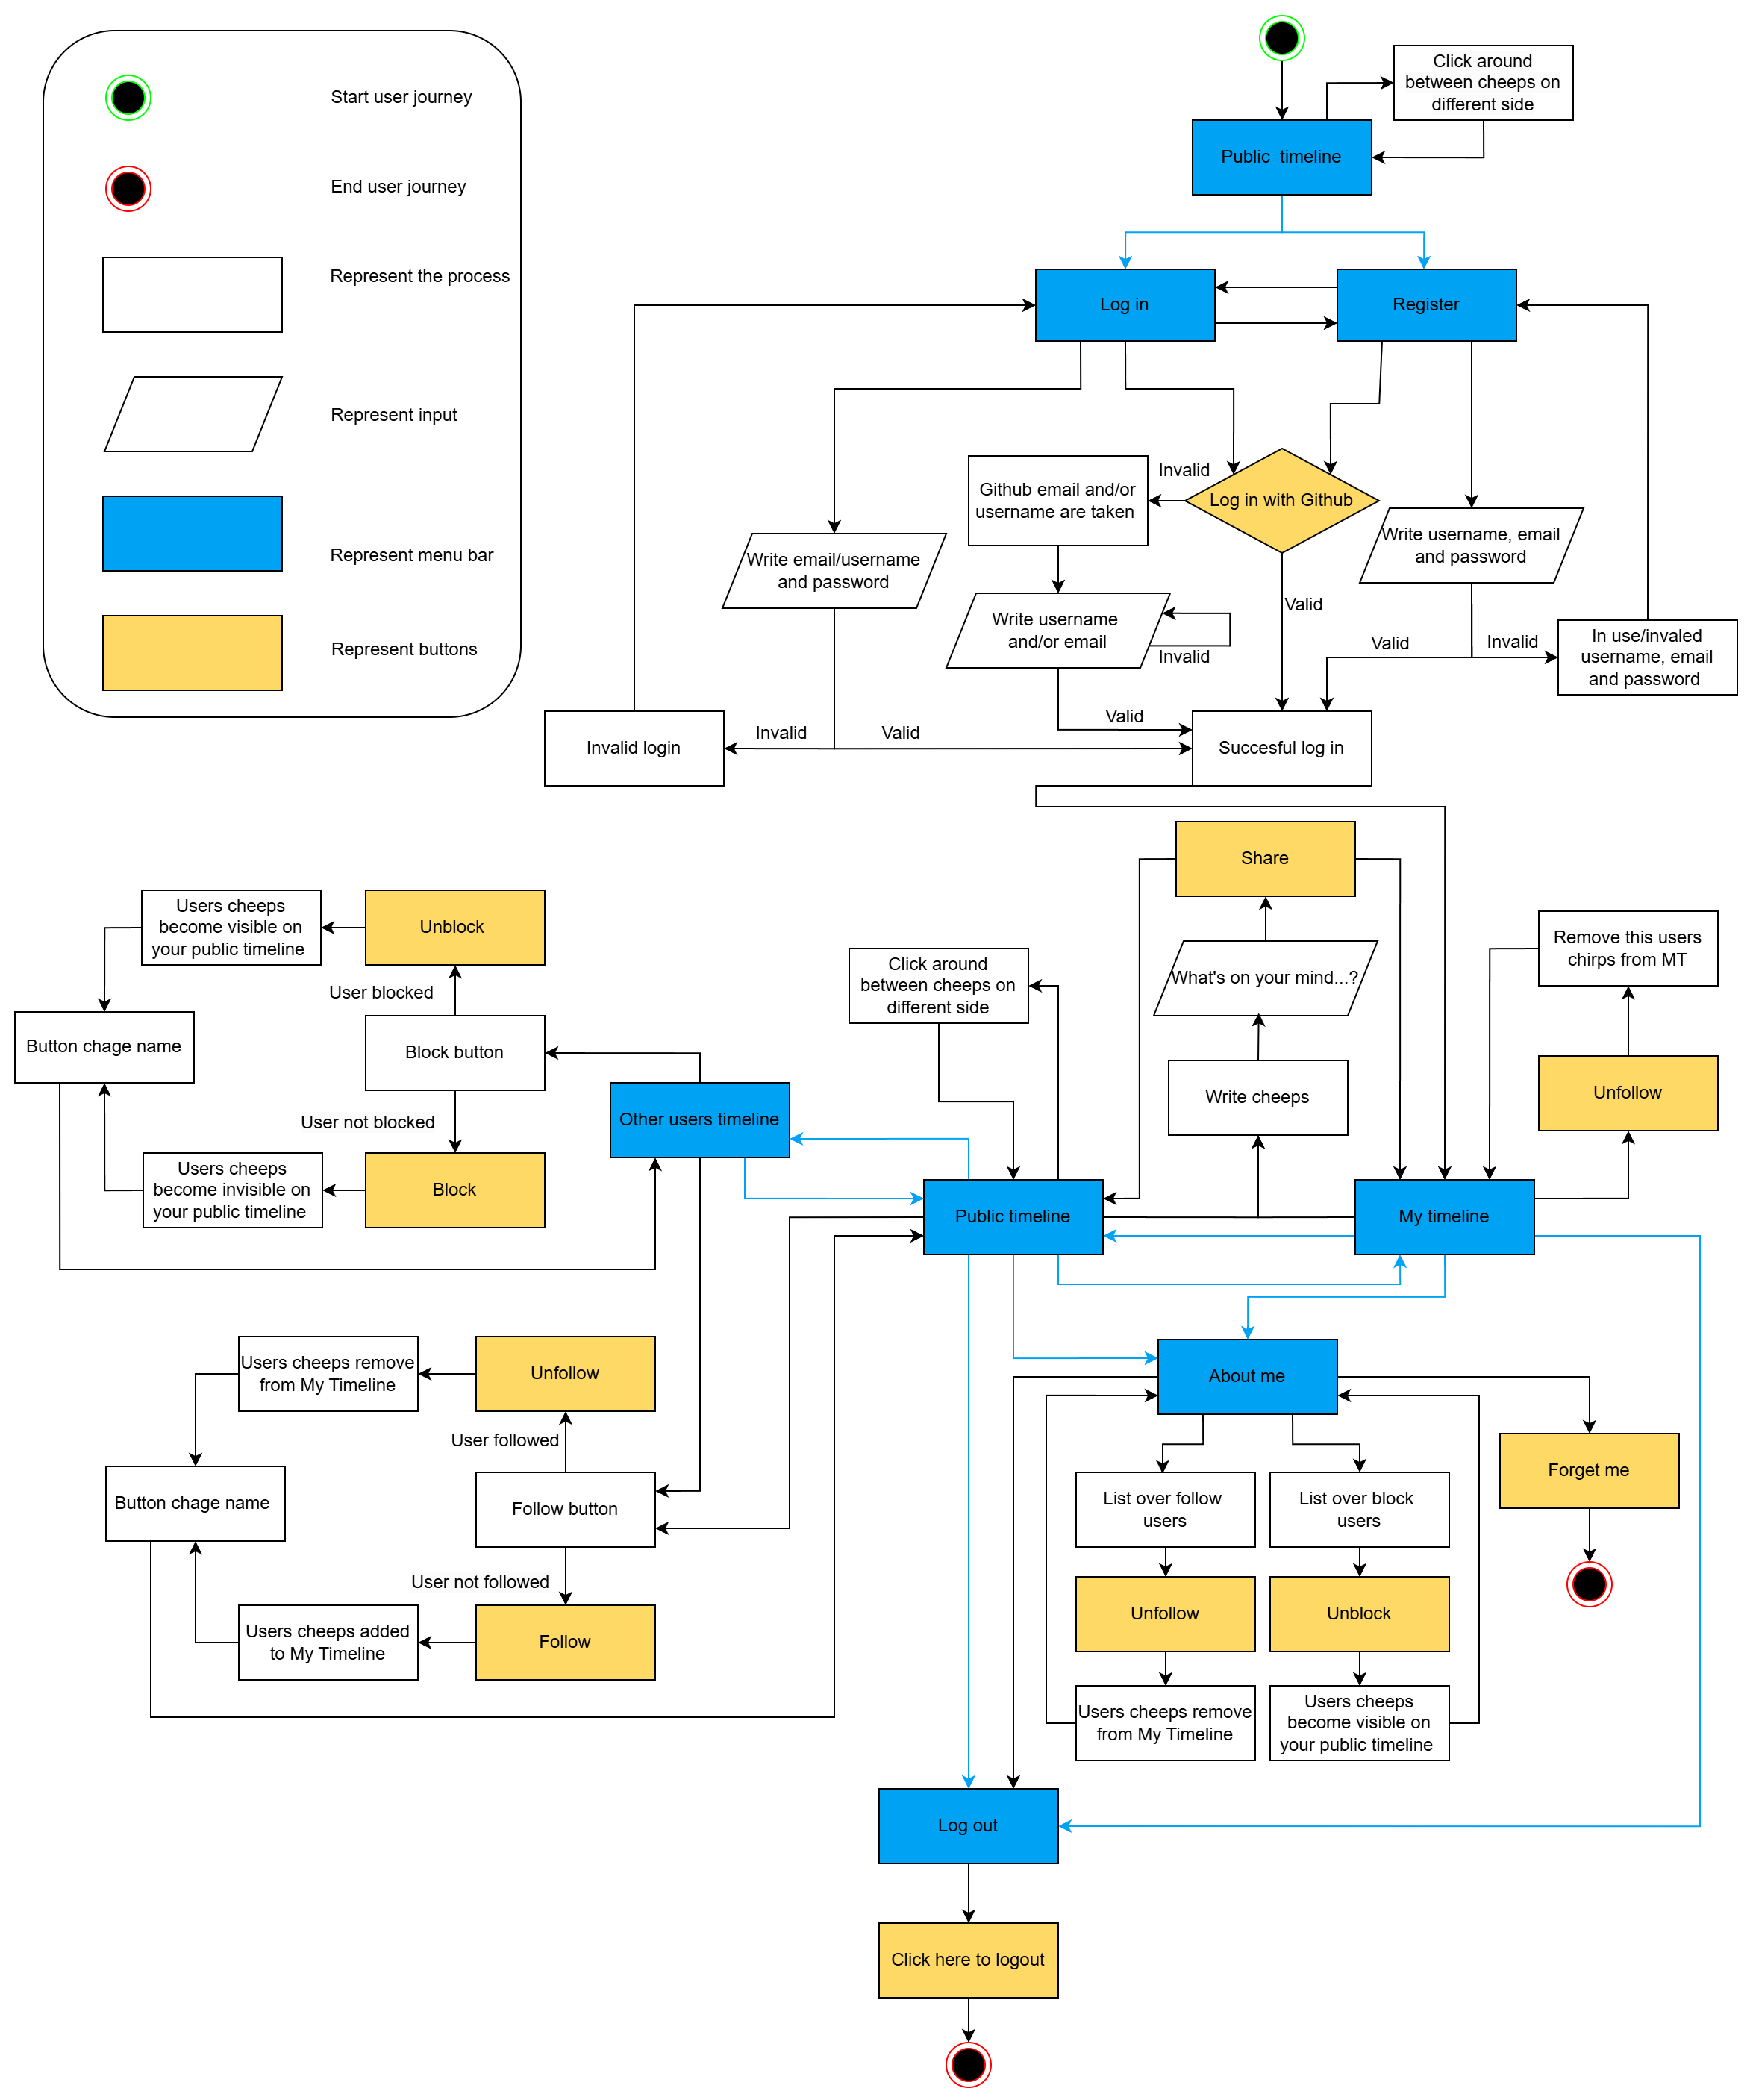 Start user journey
End user journey
Represent the process
Represent input
Represent menu bar
Represent buttons
Click around
between cheeps on
different side
Public timeline
Log in
Register
Invalid
Log in with Github
Github email and/or
username are taken
Write username, email
and password
Write email/username
and password
Valid
Write username
and/or email
Invalid
Valid
Invalid
In use/invaled
username, email
and password
Valid
Invalid
Valid
Invalid login
Succesful log in
Share
Users cheeps
become visible on
your public timeline
Unblock
Remove this users
chirps from MT
Click around
between cheeps on
different side
What's on your mind...?
User blocked
Button chage name
Block button
Write cheeps
Unfollow
Other users timeline
User not blocked
Users cheeps
become invisible on
your public timeline
Block
Public timeline
My timeline
Users cheeps remove
from My Timeline
Unfollow
About me
User followed
Forget me
Button chage name
Follow button
List over follow
users
List over block
users
User not followed
Unfollow
Unblock
Users cheeps added
to My Timeline
Follow
Users cheeps remove
from My Timeline
Users cheeps
become visible on
your public timeline
Log out
Click here to logout